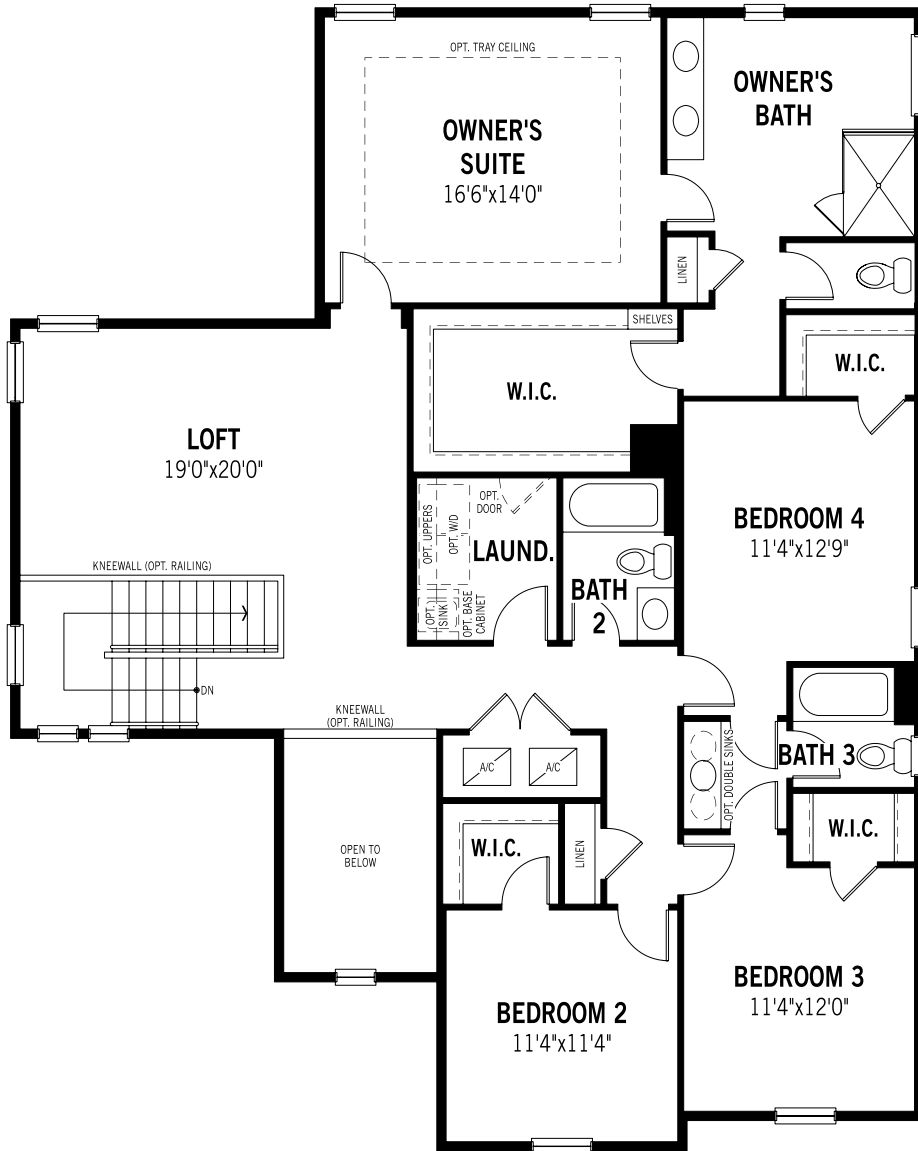 OPT. TRAY CEILING
OWNER'S
SUITE
16'6"x14'0"
OWNER'S
BATH
LINEN
SHELVES
W.I.C.
W.I.C.
LOFT
19'0"x20'0"
KNEEWALL (OPT. RAILING)
DN
KNEEWALL
(OPT. RAILING)
OPT. UPPERS
OPT. W/D
OPT.
DOOR
LAUND.
OPT.
SINK
OPT. BASE
CABINET
BATH
2
BEDROOM 4
11'4"x12'9"
OPT. DOUBLE SINKS
BATH 3
A/C
A/C
W.I.C.
LINEN
W.I.C.
OPEN TO
BELOW
BEDROOM 2
11'4"x11'4"
BEDROOM 3
11'4"x12'0"